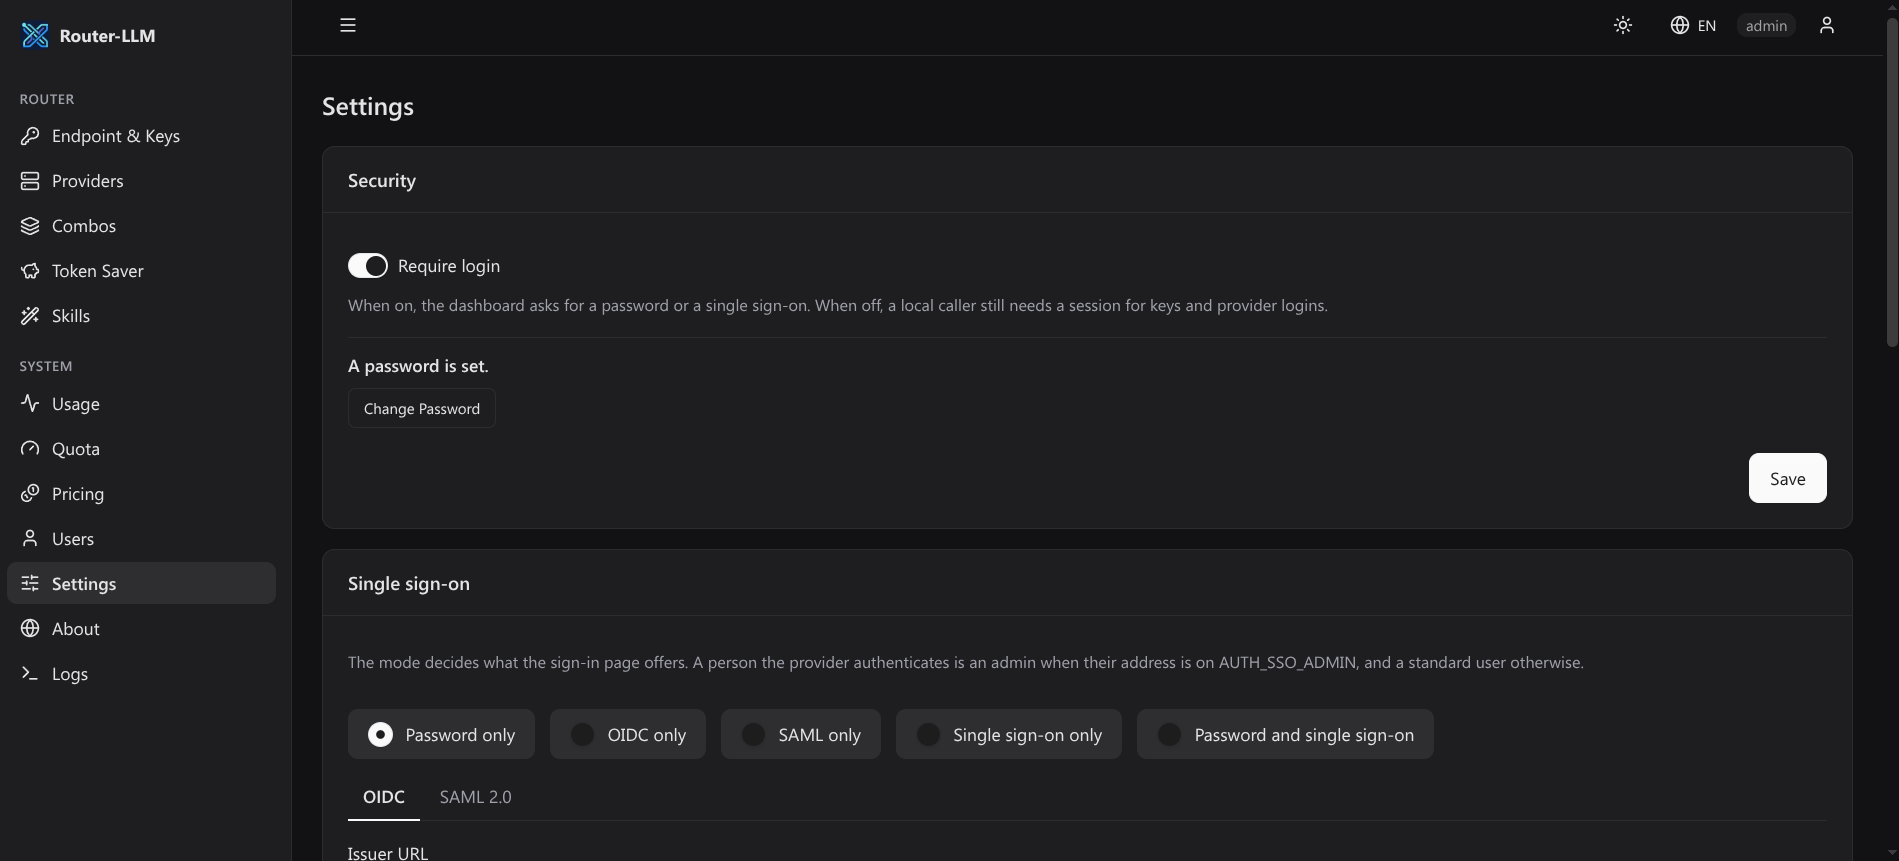 Router-LLM
EN
admin
ROUTER
Endpoint & Keys
Providers
Combos
Token Saver
Skills
SYSTEM
Usage
Quota
Pricing
Users
Settings
About
Logs
Settings
Security
Require login
When on, the dashboard asks for a password or a single sign-on. When off, a local caller still needs a session for keys and provider logins.
A password is set.
Change Password
Save
Single sign-on
The mode decides what the sign-in page offers. A person the provider authenticates is an admin when their address is on AUTH_SSO_ADMIN, and a standard user otherwise.
Password only
OIDC only
SAML only
Single sign-on only
Password and single sign-on
OIDC
SAML 2.0
Issuer URL